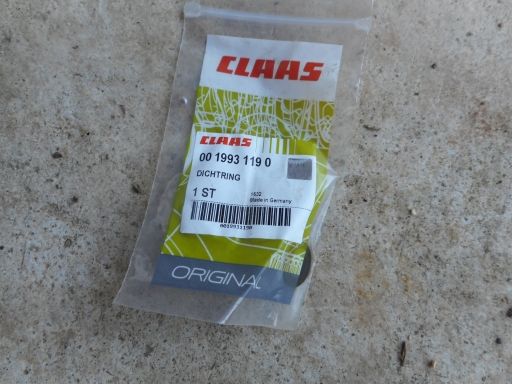 CLAAS
CLAAS
00 1993 119 0
DICHTRING
1 ST
1632
Made in Germany
0019931190
ORIGINAL